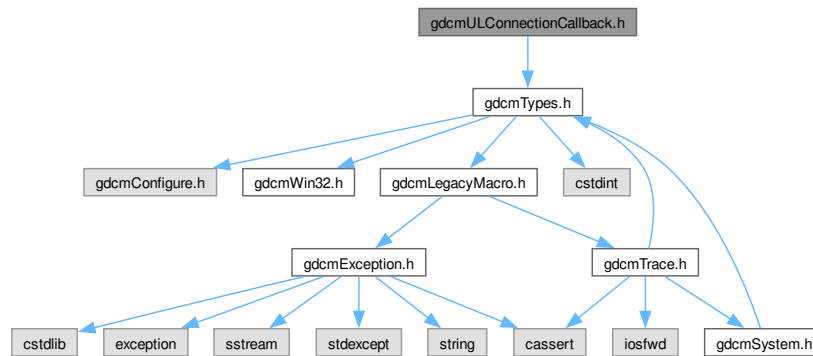 gdcmULConnectionCallback.h
gdcmTypes.h
gdcmConfigure.h
gdcmWin32.h
gdcmLegacyMacro.h
cstdint
gdcmException.h
gdcmTrace.h
cstdlib
exception
sstream
stdexcept
string
cassert
iosfwd
gdcmSystem.h